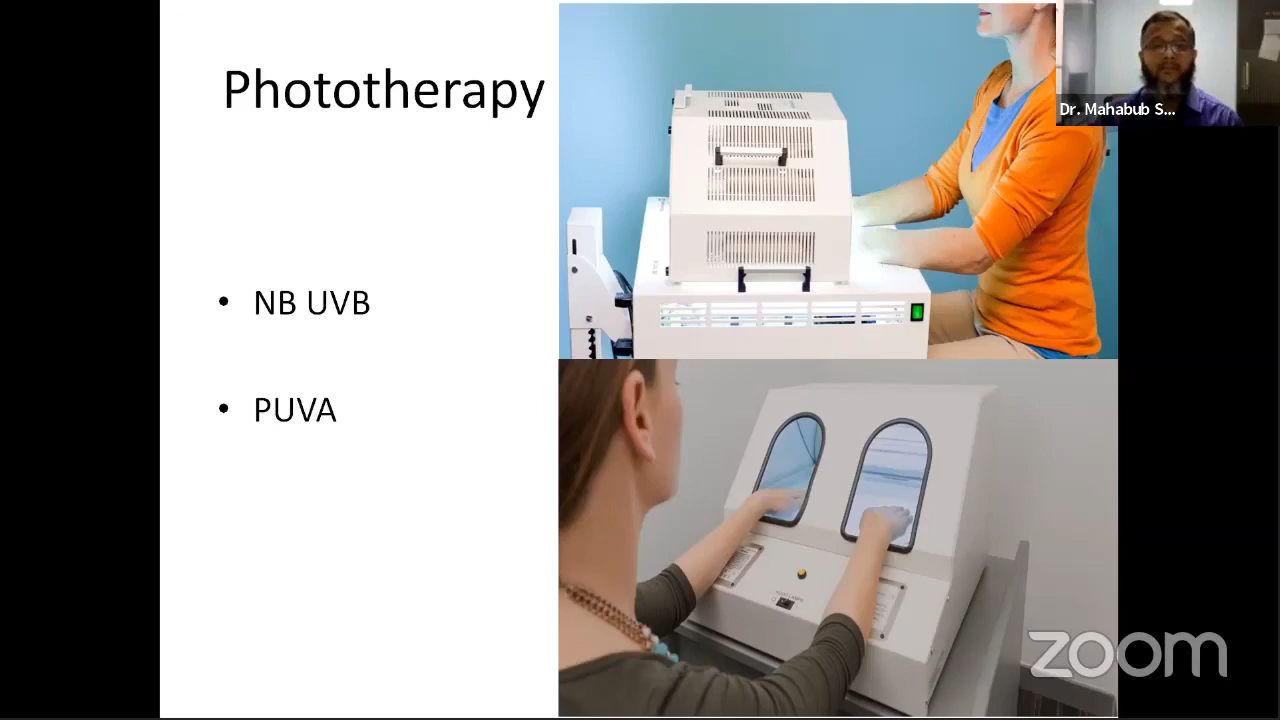 Phototherapy
• NB UVB
• PUVA
Dr. Mahabub S...
zoom